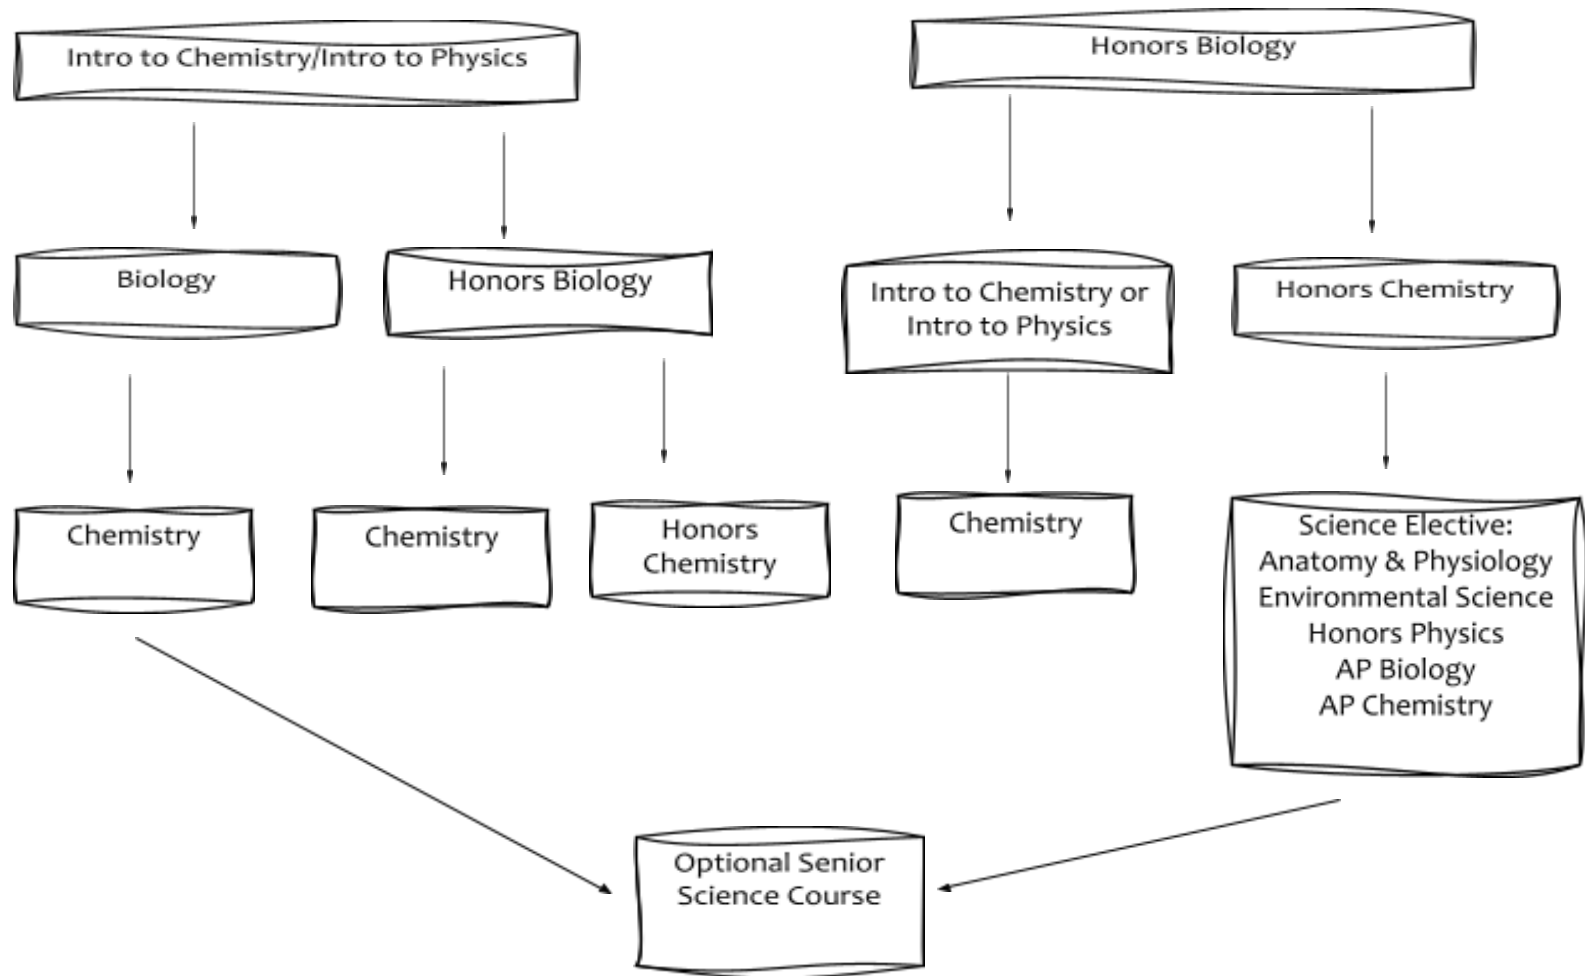 Intro to Chemistry/Intro to Physics
Honors Biology
Biology
Honors Biology
Intro to Chemistry or
Intro to Physics
Honors Chemistry
Chemistry
Chemistry
Honors
Chemistry
Chemistry
Science Elective:
Anatomy & Physiology
Environmental Science
Honors Physics
AP Biology
AP Chemistry
Optional Senior
Science Course